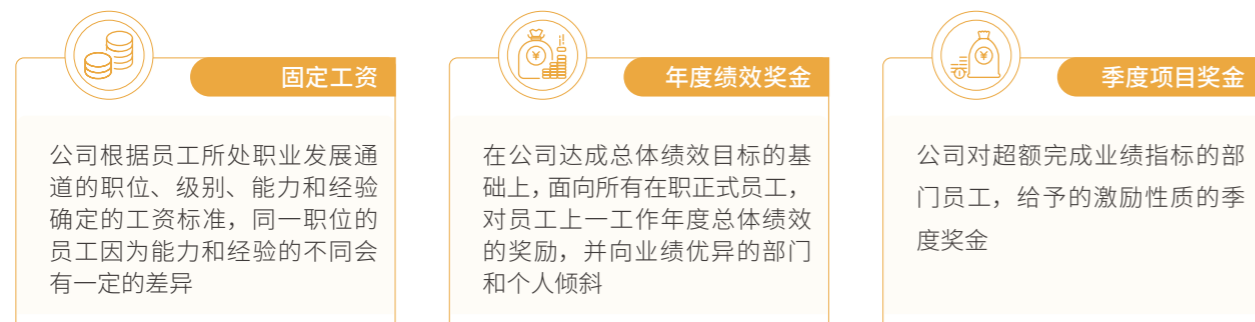 固定工资
公司根据员工所处职业发展通
道的职位、级别、能力和经验
确定的工资标准，同一职位的
员工因为能力和经验的不同会
有一定的差异
年度绩效奖金
在公司达成总体绩效目标的基
础上，面向所有在职正式员工，
对员工上一工作年度总体绩效
的奖励，并向业绩优异的部门
和个人倾斜
季度项目奖金
公司对超额完成业绩指标的部
门员工，给予的激励性质的季
度奖金